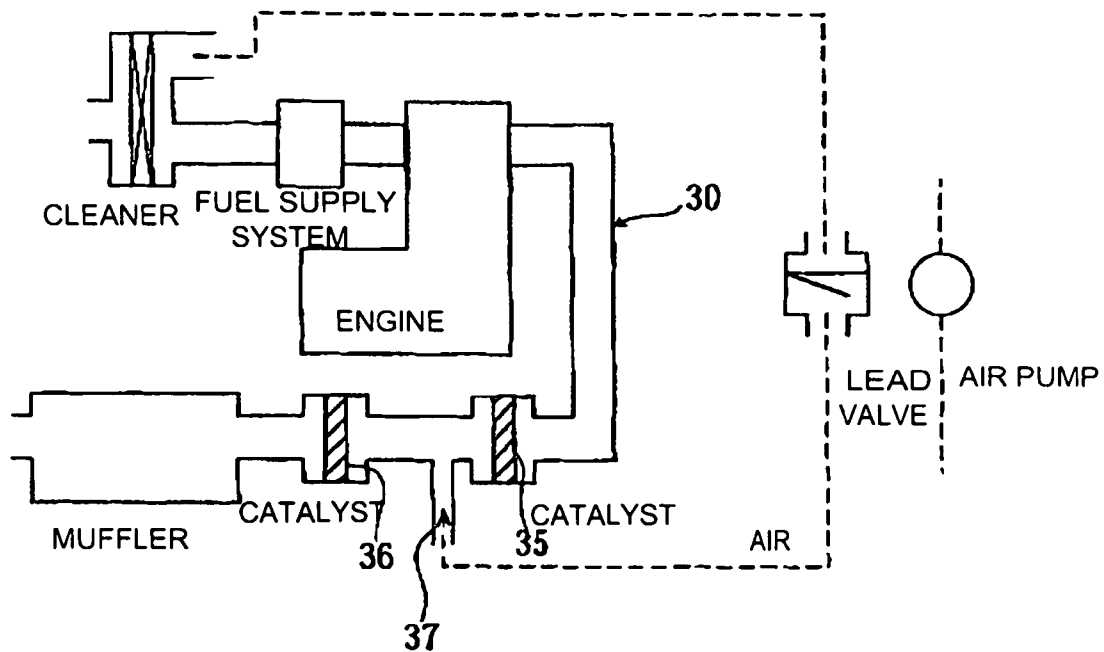 CLEANER
FUEL SUPPLY
SYSTEM
30
ENGINE
LEAD
VALVE
AIR PUMP
MUFFLER
CATALYST
36
37
35
CATALYST
AIR